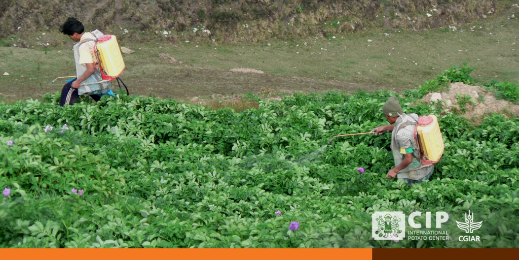 CIP
INTERNATIONAL
POTATO CENTER
CGIAR